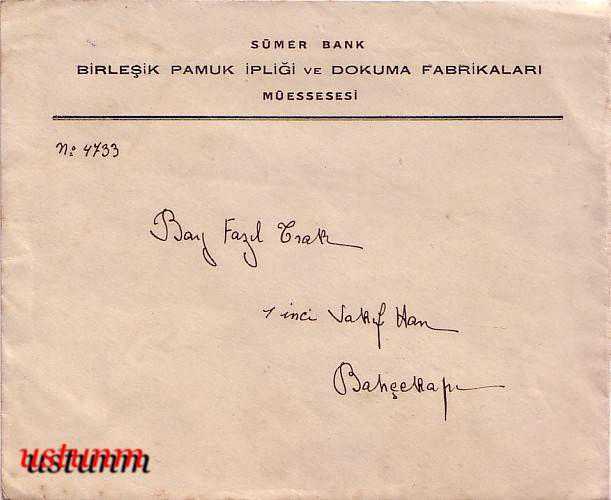 SÜMER BANK
BİRLEŞİK PAMUK İPLİĞİ VE DOKUMA FABRİKALARI
MÜESSESESİ
No: 4733
Bay Fazıl Trak
1 inci Vakıf Han
Bahçekapı
ustunm